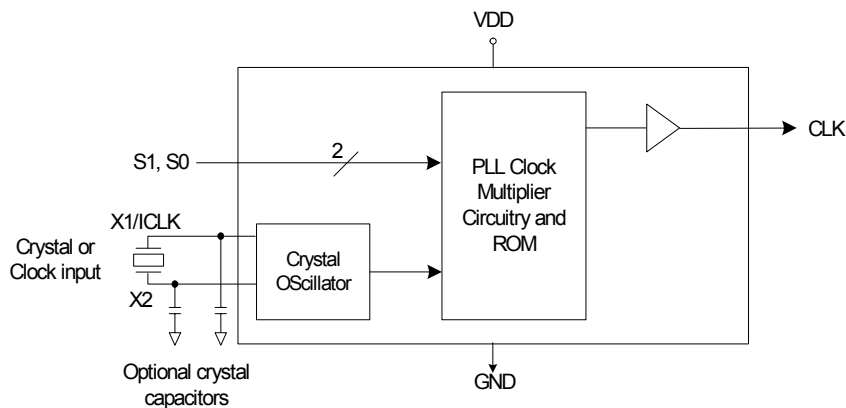 VDD
CLK
S1, S0
2
PLL Clock
Multiplier
Circuitry and
ROM
X1/ICLK
Crystal or
Clock input
Crystal
OScillator
X2
Optional crystal
capacitors
GND